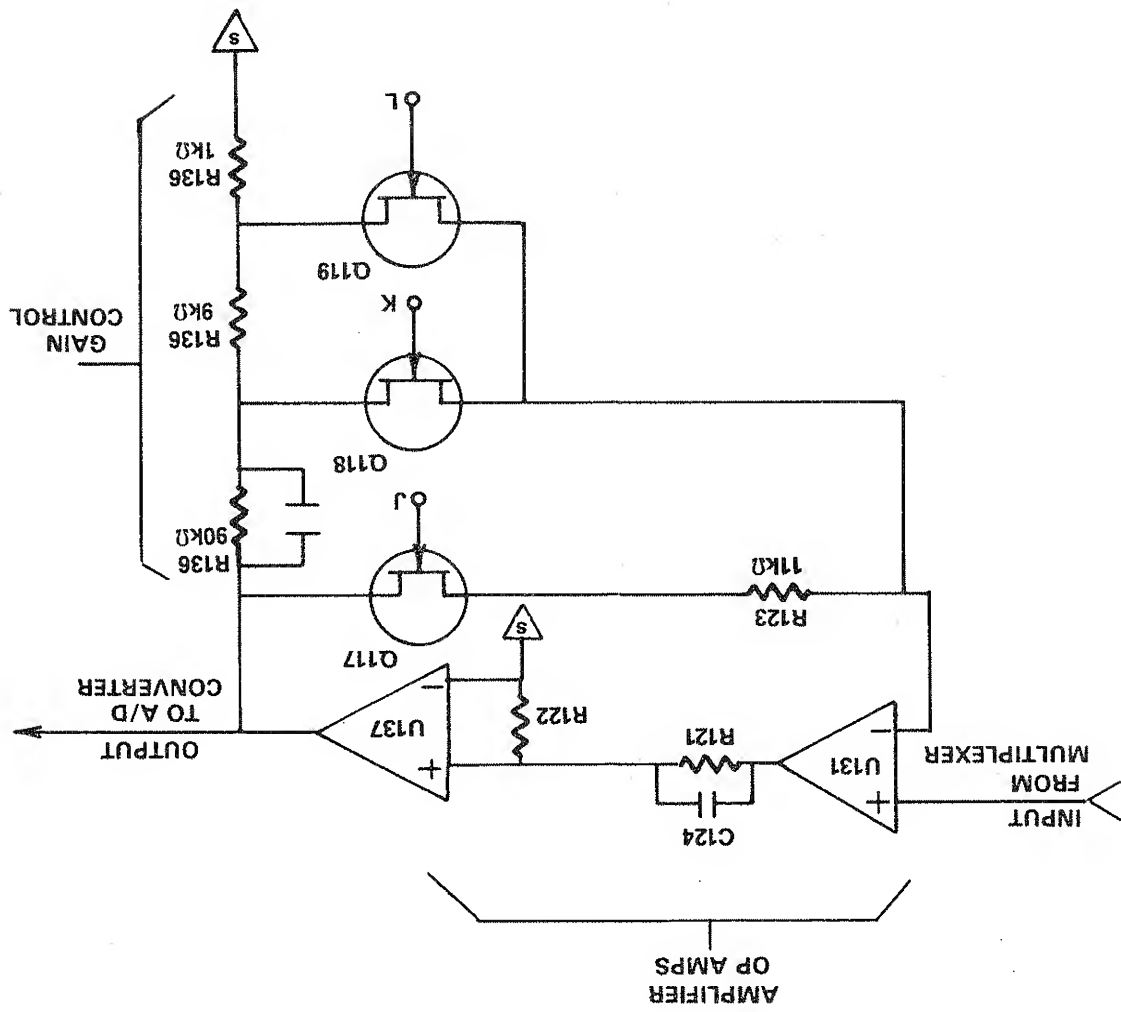 AMPLIFIER
OP AMPS
C124
INPUT
FROM
MULTIPLEXER
+
U131
−
R121
R122
+
U137
−
OUTPUT
TO A/D
CONVERTER
S
Q117
R123
11kΩ
J
R136
90kΩ
Q118
K
R136
9kΩ
GAIN
CONTROL
Q119
L
R136
1kΩ
S